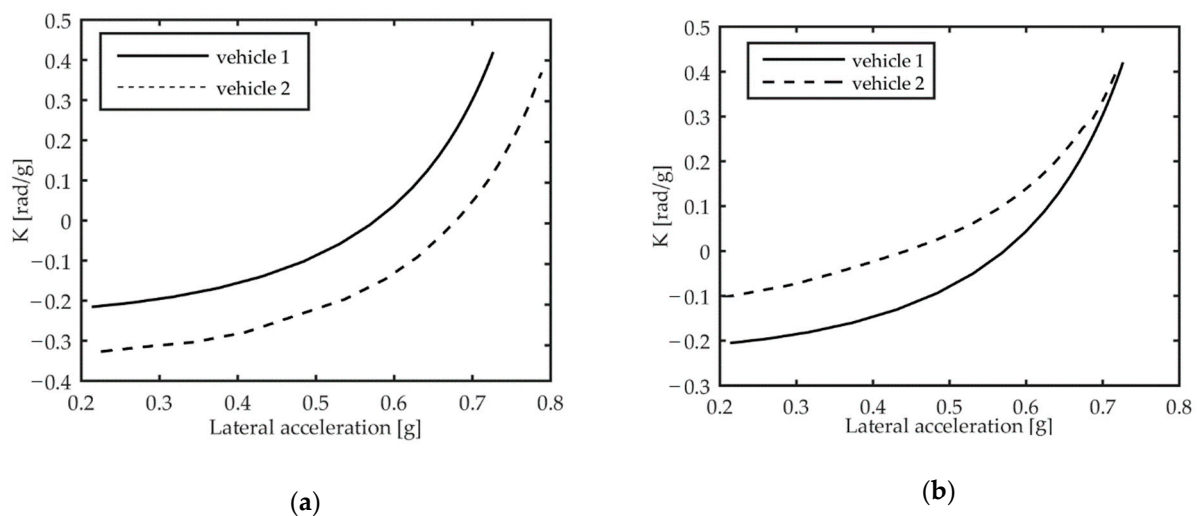 0.5
0.4
0.3
0.2
0.1
0
−0.1
−0.2
−0.3
−0.4
K [rad/g]
vehicle 1
vehicle 2
0.2 0.3 0.4 0.5 0.6 0.7 0.8
Lateral acceleration [g]
(a)
0.5
0.4
0.3
0.2
0.1
0
−0.1
−0.2
−0.3
K [rad/g]
vehicle 1
vehicle 2
0.2 0.3 0.4 0.5 0.6 0.7 0.8
Lateral acceleration [g]
(b)